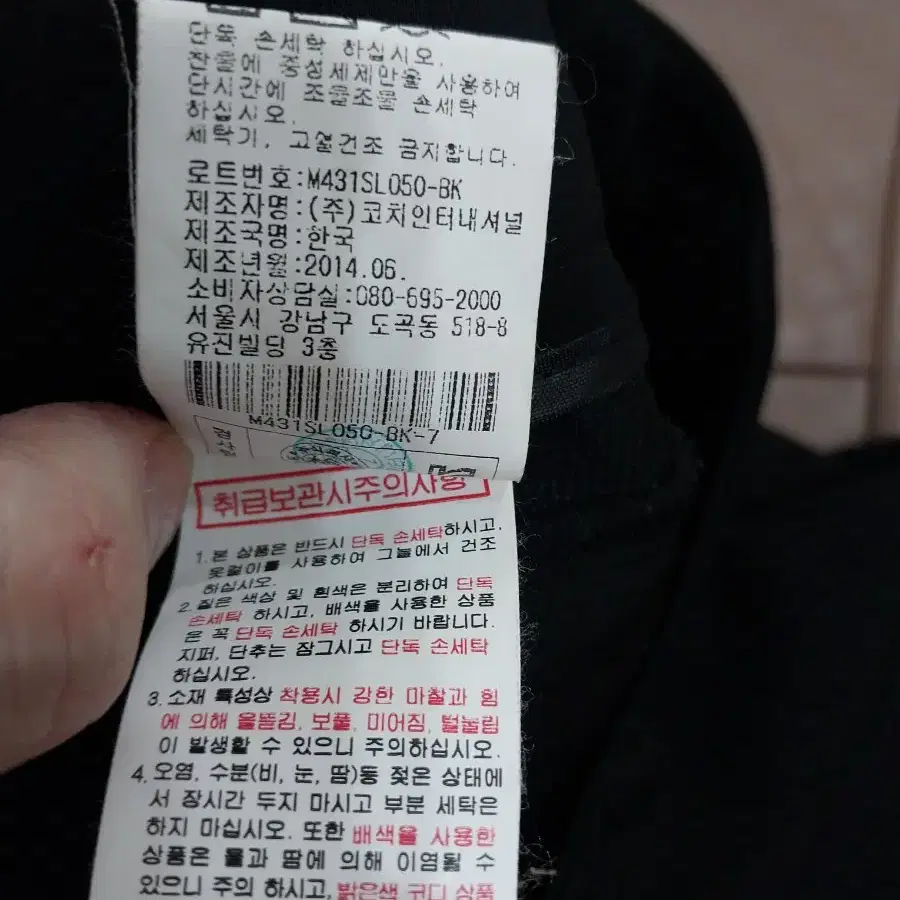 단독 손세탁 하십시오.
찬물에 중성세제만을 사용하여
단시간에 조물조물 손세탁
하십시오.
세탁기, 고열건조 금지합니다.
로트번호:M431SL050-BK
제조자명:(주)코치인터내셔널
제조국명:한국
제조년월:2014.06.
소비자상담실:080-695-2000
서울시 강남구 도곡동 518-8
유진빌딩 3층
M431SL050-BK-7
취급보관시주의사항
1. 본 상품은 반드시 단독 손세탁하시고,
옷걸이를 사용하여 그늘에서 건조
하십시오.
2. 짙은 색상 및 흰색은 분리하여 단독
손세탁 하시고, 배색을 사용한 상품
은 꼭 단독 손세탁 하시기 바랍니다.
지퍼, 단추는 잠그시고 단독 손세탁
하십시오.
3. 소재 특성상 착용시 강한 마찰과 힘
에 의해 올뜯김, 보풀, 미어짐, 털눌림
이 발생할 수 있으니 주의하십시오.
4. 오염, 수분(비, 눈, 땀)등 젖은 상태에
서 장시간 두지 마시고 부분 세탁은
하지 마십시오. 또한 배색을 사용한
상품은 물과 땀에 의해 이염될 수
있으니 주의 하시고, 밝은색 코디 상품